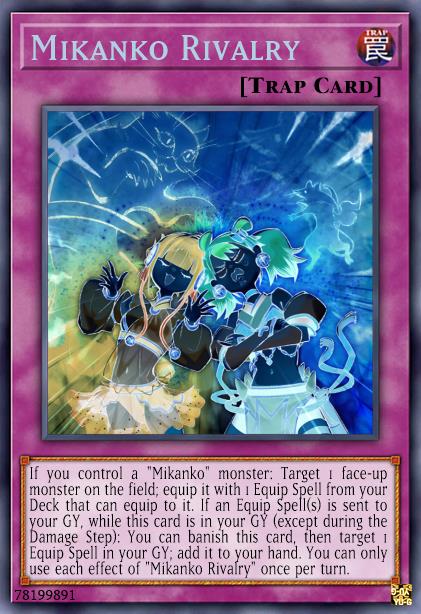 MIKANKO RIVALRY
TRAP
罠
[TRAP CARD]
If you control a "Mikanko" monster: Target 1 face-up
monster on the field; equip it with 1 Equip Spell from your
Deck that can equip to it. If an Equip Spell(s) is sent to
your GY, while this card is in your GY (except during the
Damage Step): You can banish this card, then target 1
Equip Spell in your GY; add it to your hand. You can only
use each effect of "Mikanko Rivalry" once per turn.
78199891